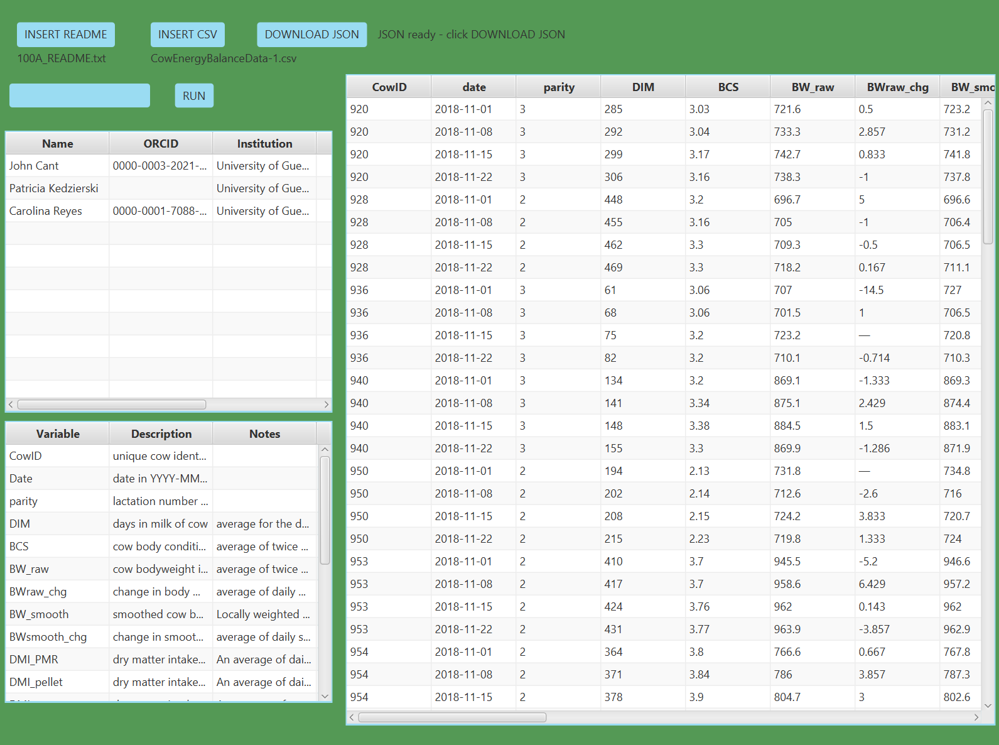 INSERT README INSERT CSV DOWNLOAD JSON JSON ready - click DOWNLOAD JSON
100A_README.txt CowEnergyBalanceData-1.csv
RUN
Name ORCID Institution
John Cant 0000-0003-2021-... University of Gue...
Patricia Kedzierski University of Gue...
Carolina Reyes 0000-0001-7088-... University of Gue...
Variable Description Notes
CowID unique cow ident...
Date date in YYYY-MM...
parity lactation number ...
DIM days in milk of cow average for the d...
BCS cow body conditi... average of twice ...
BW_raw cow bodyweight i... average of twice ...
BWraw_chg change in body ... average of daily ...
BW_smooth smoothed cow b... Locally weighted ...
BWsmooth_chg change in smoot... average of daily s...
DMI_PMR dry matter intake... An average of dai...
DMI_pellet dry matter intake... An average of dai...
CowID date parity DIM BCS BW_raw BWraw_chg BW_smo
920 2018-11-01 3 285 3.03 721.6 0.5 723.2
920 2018-11-08 3 292 3.04 733.3 2.857 731.2
920 2018-11-15 3 299 3.17 742.7 0.833 741.8
920 2018-11-22 3 306 3.16 738.3 -1 737.8
928 2018-11-01 2 448 3.2 696.7 5 696.6
928 2018-11-08 2 455 3.16 705 -1 706.4
928 2018-11-15 2 462 3.3 709.3 -0.5 706.5
928 2018-11-22 2 469 3.3 718.2 0.167 711.1
936 2018-11-01 3 61 3.06 707 -14.5 727
936 2018-11-08 3 68 3.06 701.5 1 706.5
936 2018-11-15 3 75 3.2 723.2 — 720.8
936 2018-11-22 3 82 3.2 710.1 -0.714 710.3
940 2018-11-01 3 134 3.2 869.1 -1.333 869.3
940 2018-11-08 3 141 3.34 875.1 2.429 874.4
940 2018-11-15 3 148 3.38 884.5 1.5 883.1
940 2018-11-22 3 155 3.3 869.9 -1.286 871.9
950 2018-11-01 2 194 2.13 731.8 — 734.8
950 2018-11-08 2 202 2.14 712.6 -2.6 716
950 2018-11-15 2 208 2.15 724.2 3.833 720.7
950 2018-11-22 2 215 2.23 719.8 1.333 724
953 2018-11-01 2 410 3.7 945.5 -5.2 946.6
953 2018-11-08 2 417 3.7 958.6 6.429 957.2
953 2018-11-15 2 424 3.76 962 0.143 962
953 2018-11-22 2 431 3.77 963.9 -3.857 962.9
954 2018-11-01 2 364 3.8 766.6 0.667 767.8
954 2018-11-08 2 371 3.84 786 3.857 787.3
954 2018-11-15 2 378 3.9 804.7 3 802.6